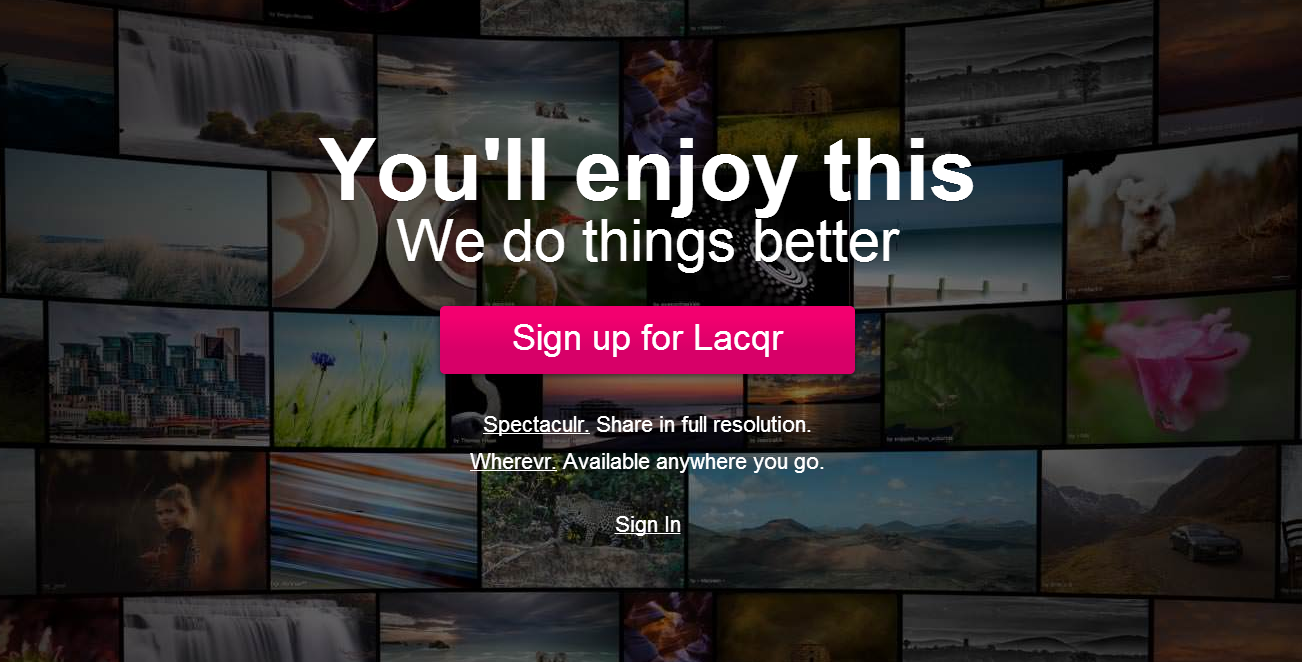 You'll enjoy this
We do things better
Sign up for Lacqr
Spectaculr. Share in full resolution.
Wherevr. Available anywhere you go.
Sign In